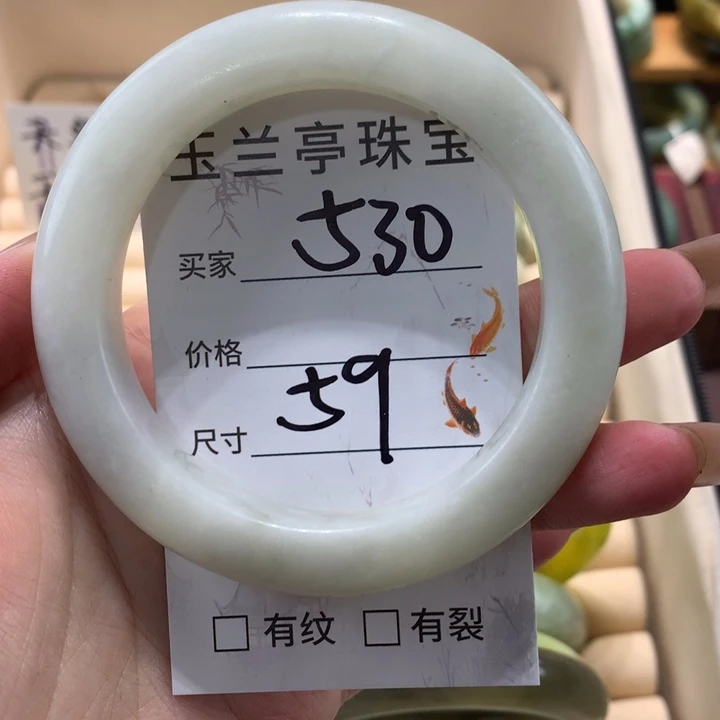 玉兰亭珠宝
买家 530
价格
尺寸 59
有纹 有裂